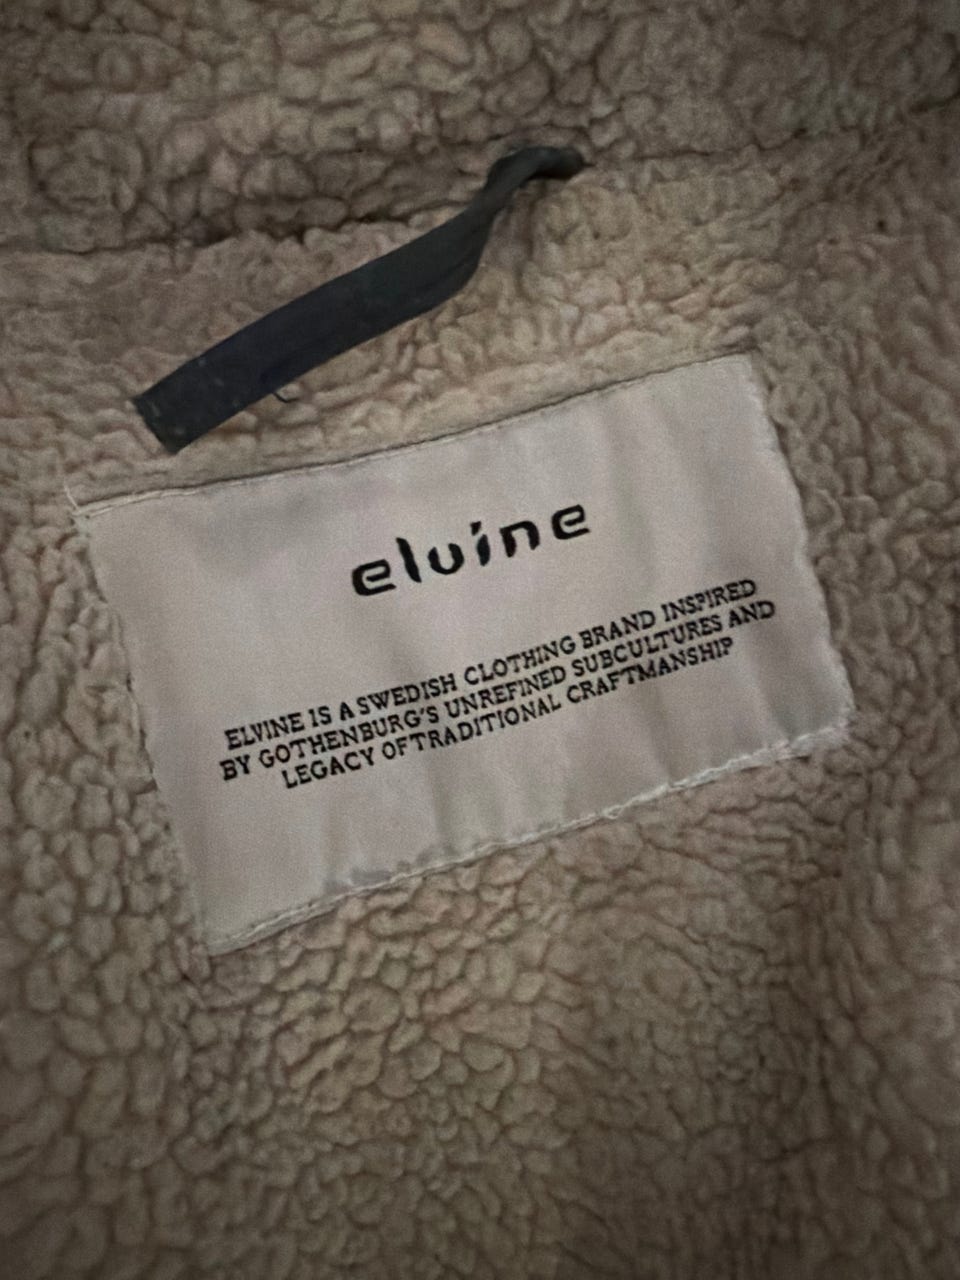 elvine
ELVINE IS A SWEDISH CLOTHING BRAND INSPIRED
BY GOTHENBURG'S UNREFINED SUBCULTURES AND
LEGACY OF TRADITIONAL CRAFTMANSHIP